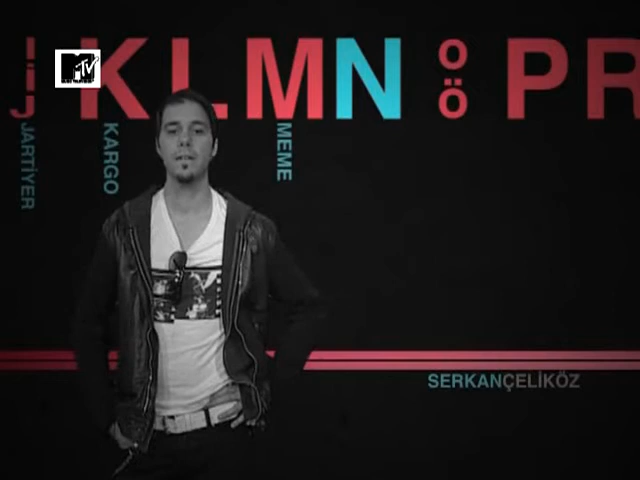 MTV
I
İ
J K L M N O
Ö P R
JARTİYER
KARGO
MEME
SERKANÇELİKÖZ